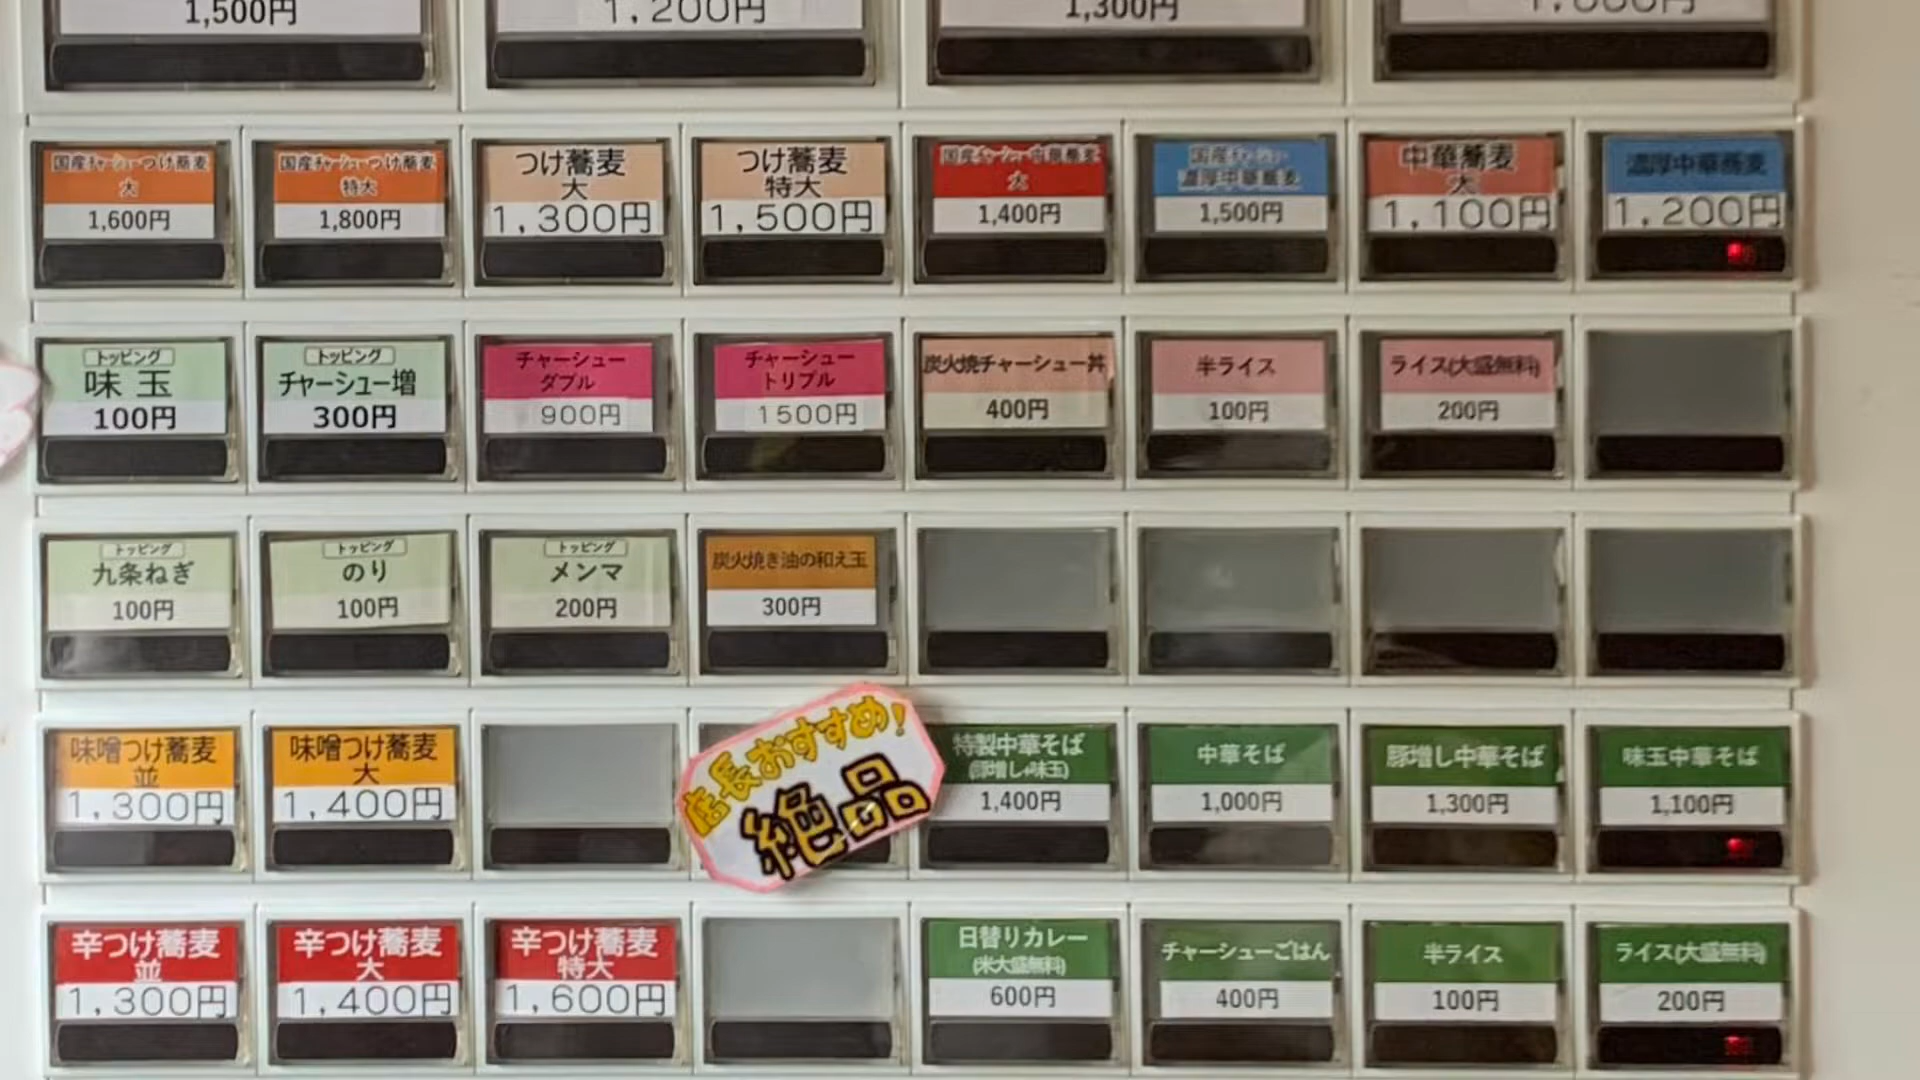 1,500円
1,200円
1,300円
国産チャーシューつけ蕎麦
大
1,600円
国産チャーシューつけ蕎麦
特大
1,800円
つけ蕎麦
大
1,300円
つけ蕎麦
特大
1,500円
国産チャーシュー中華蕎麦
大
1,400円
国産チャーシュー
濃厚中華蕎麦
1,500円
中華蕎麦
大
1,100円
濃厚中華蕎麦
1,200円
トッピング
味玉
100円
トッピング
チャーシュー増
300円
チャーシュー
ダブル
900円
チャーシュー
トリプル
1500円
炭火焼チャーシュー丼
400円
半ライス
100円
ライス(大盛無料)
200円
トッピング
九条ねぎ
100円
トッピング
のり
100円
トッピング
メンマ
200円
炭火焼き油の和え玉
300円
味噌つけ蕎麦
並
1,300円
味噌つけ蕎麦
大
1,400円
店長おすすめ!
絶品
特製中華そば
(豚増し+味玉)
1,400円
中華そば
1,000円
豚増し中華そば
1,300円
味玉中華そば
1,100円
辛つけ蕎麦
並
1,300円
辛つけ蕎麦
大
1,400円
辛つけ蕎麦
特大
1,600円
日替りカレー
(米大盛無料)
600円
チャーシューごはん
400円
半ライス
100円
ライス(大盛無料)
200円